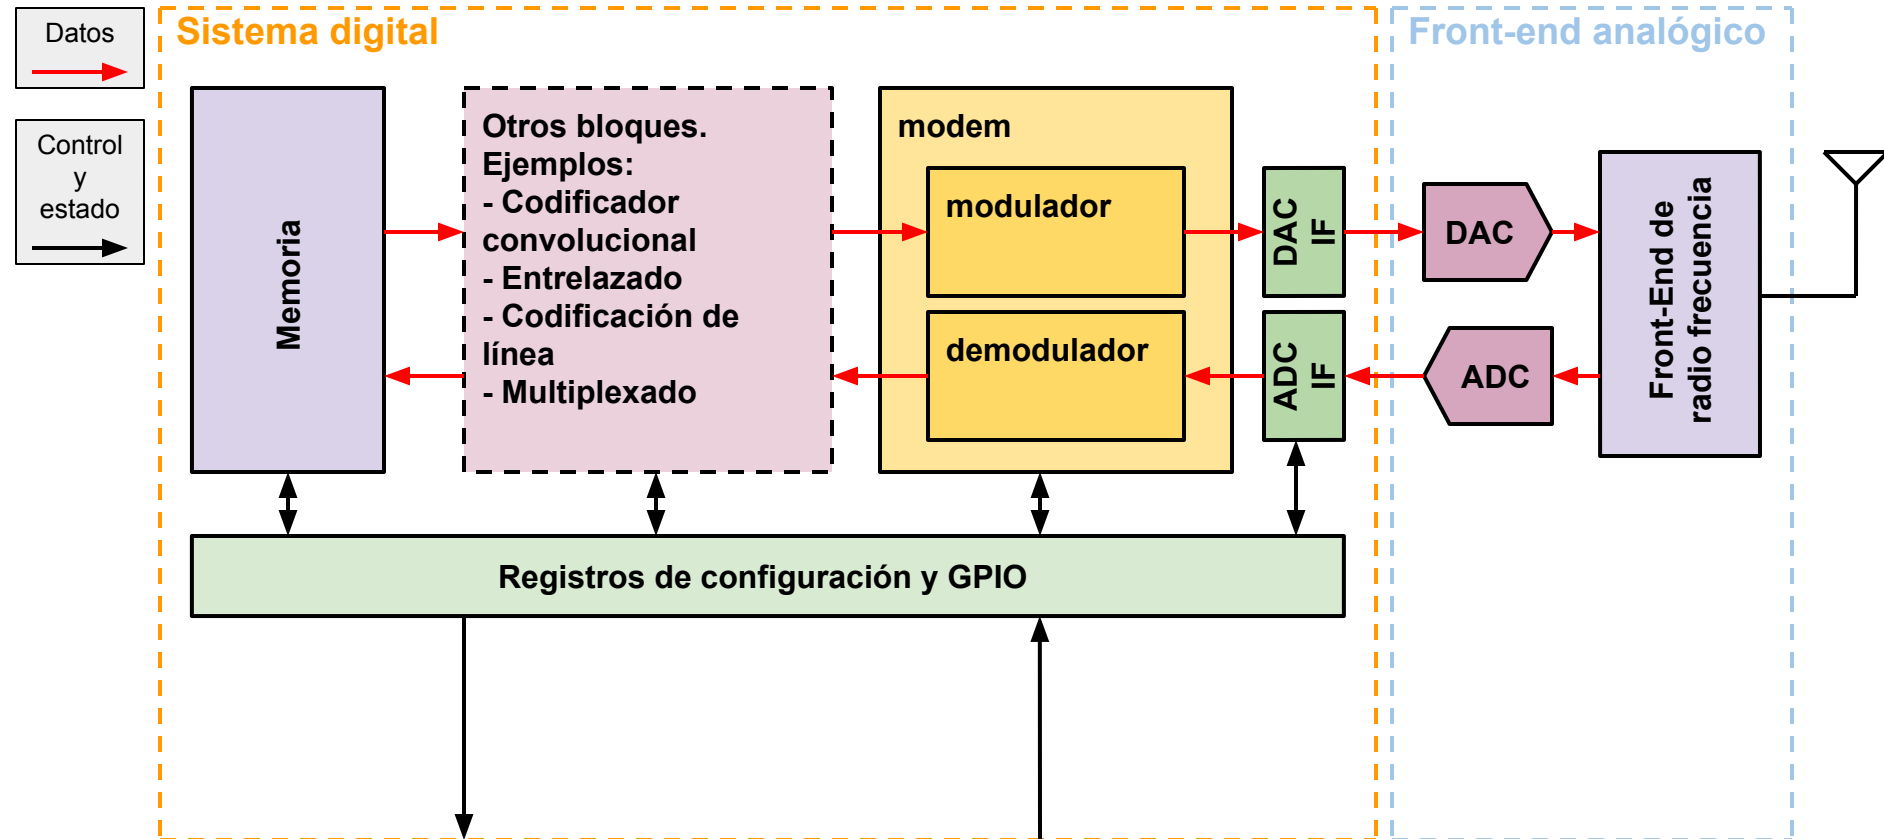 Datos
Control
y
estado
Sistema digital
Front-end analógico
Memoria
Otros bloques.
Ejemplos:
- Codificador
convolucional
- Entrelazado
- Codificación de
línea
- Multiplexado
modem
modulador
demodulador
DAC
IF
ADC
IF
DAC
ADC
Front-End de
radio frecuencia
Registros de configuración y GPIO